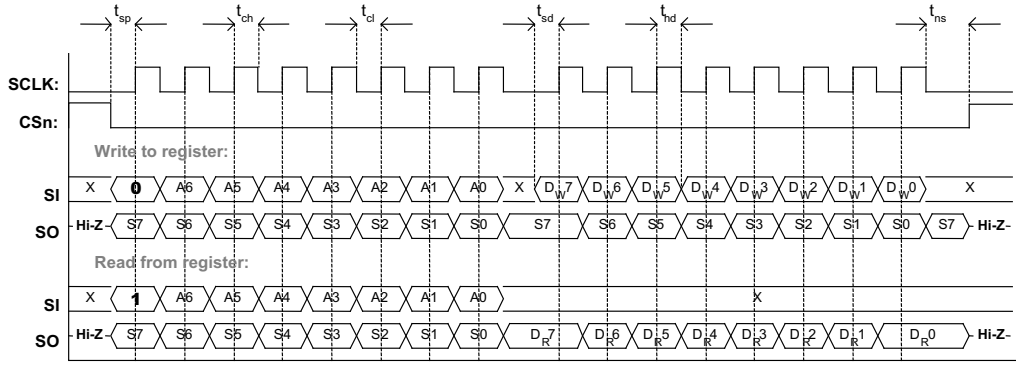 tsp tch tcl tsd thd tns
SCLK:
CSn:
Write to register:
SI X 0 A6 A5 A4 A3 A2 A1 A0 X DW7 DW6 DW5 DW4 DW3 DW2 DW1 DW0 X
SO Hi-Z S7 S6 S5 S4 S3 S2 S1 S0 S7 S6 S5 S4 S3 S2 S1 S0 S7 Hi-Z
Read from register:
SI X 1 A6 A5 A4 A3 A2 A1 A0 X
SO Hi-Z S7 S6 S5 S4 S3 S2 S1 S0 DR7 DR6 DR5 DR4 DR3 DR2 DR1 DR0 Hi-Z